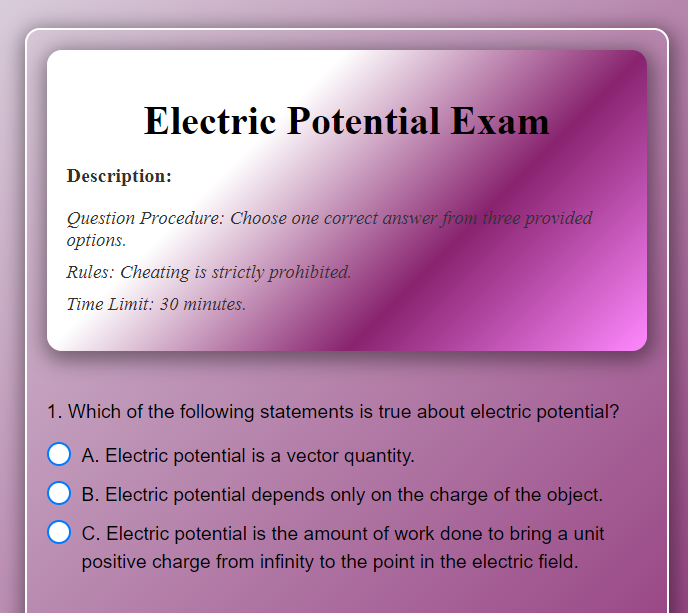 Electric Potential Exam
Description:
Question Procedure: Choose one correct answer from three provided
options.
Rules: Cheating is strictly prohibited.
Time Limit: 30 minutes.
1. Which of the following statements is true about electric potential?
A. Electric potential is a vector quantity.
B. Electric potential depends only on the charge of the object.
C. Electric potential is the amount of work done to bring a unit
positive charge from infinity to the point in the electric field.